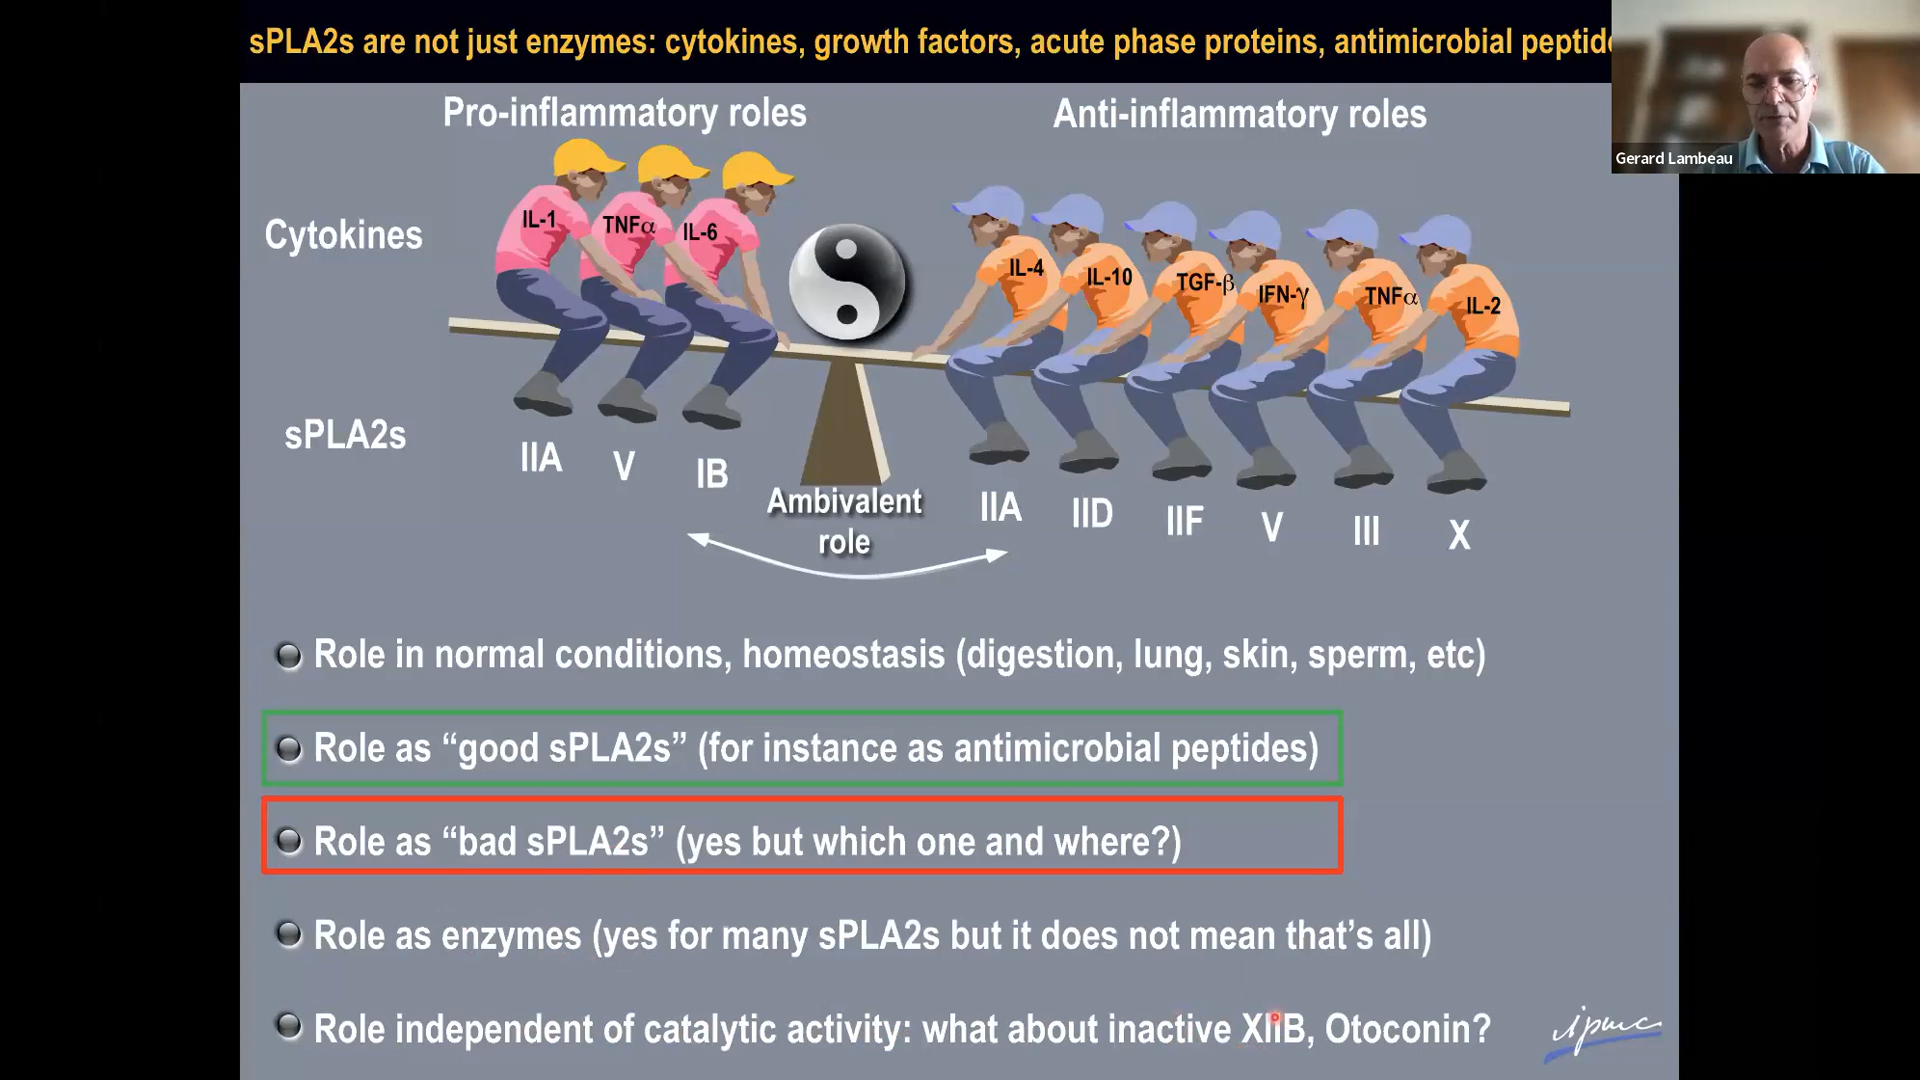 sPLA2s are not just enzymes: cytokines, growth factors, acute phase proteins, antimicrobial peptide
Gerard Lambeau
Pro-inflammatory roles
Anti-inflammatory roles
Cytokines
IL-1 TNFα IL-6
IL-4 IL-10 TGF-β IFN-γ TNFα IL-2
sPLA2s
IIA V IB
IIA IID IIF V III X
Ambivalent
role
Role in normal conditions, homeostasis (digestion, lung, skin, sperm, etc)
Role as “good sPLA2s” (for instance as antimicrobial peptides)
Role as “bad sPLA2s” (yes but which one and where?)
Role as enzymes (yes for many sPLA2s but it does not mean that’s all)
Role independent of catalytic activity: what about inactive XIIB, Otoconin?
ipmc